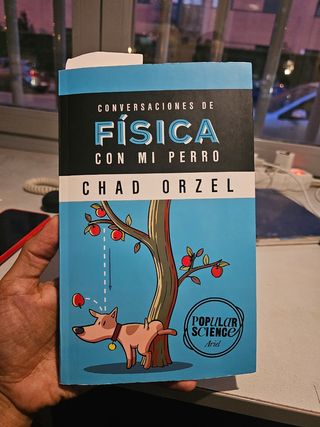 CONVERSACIONES DE
FÍSICA
CON MI PERRO
CHAD ORZEL
POPULAR
SCIENCE
Ariel